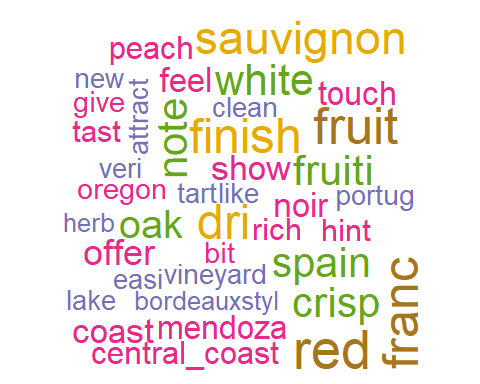 sauvignon
peach
new
feel
white
touch
give
attract
note
clean
fruit
tast
finish
veri
show
fruiti
oregon
tartlike
noir
portug
herb
oak
dri
rich
hint
offer
bit
spain
easi
vineyard
franc
lake
bordeauxstyl
crisp
coast
mendoza
central_coast
red